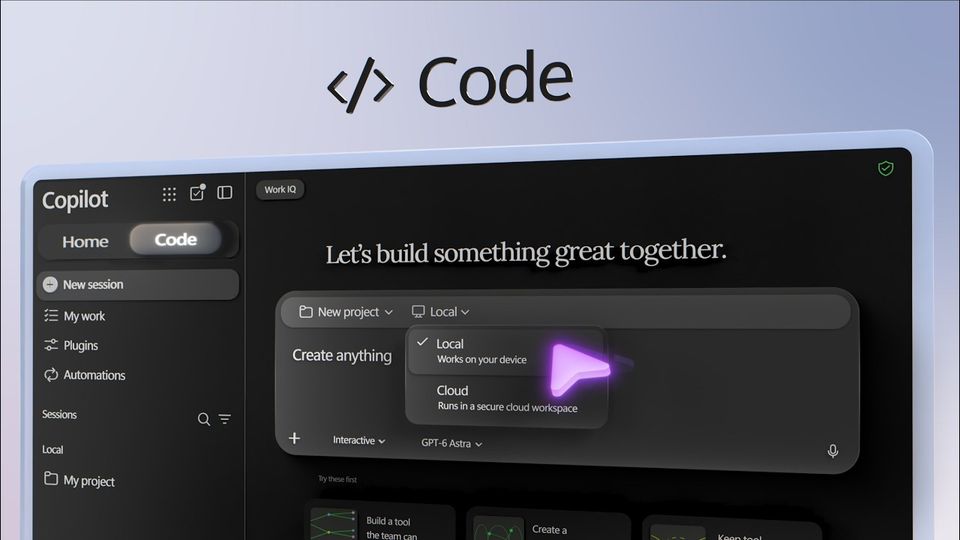 </> Code
Copilot
Home
Code
New session
My work
Plugins
Automations
Sessions
Local
My project
Work IQ
Let's build something great together.
New project
Local
Create anything
Local
Works on your device
Cloud
Runs in a secure cloud workspace
Interactive
GPT-6 Astra
Try these first
Build a tool
the team can
Create a
Keep tool